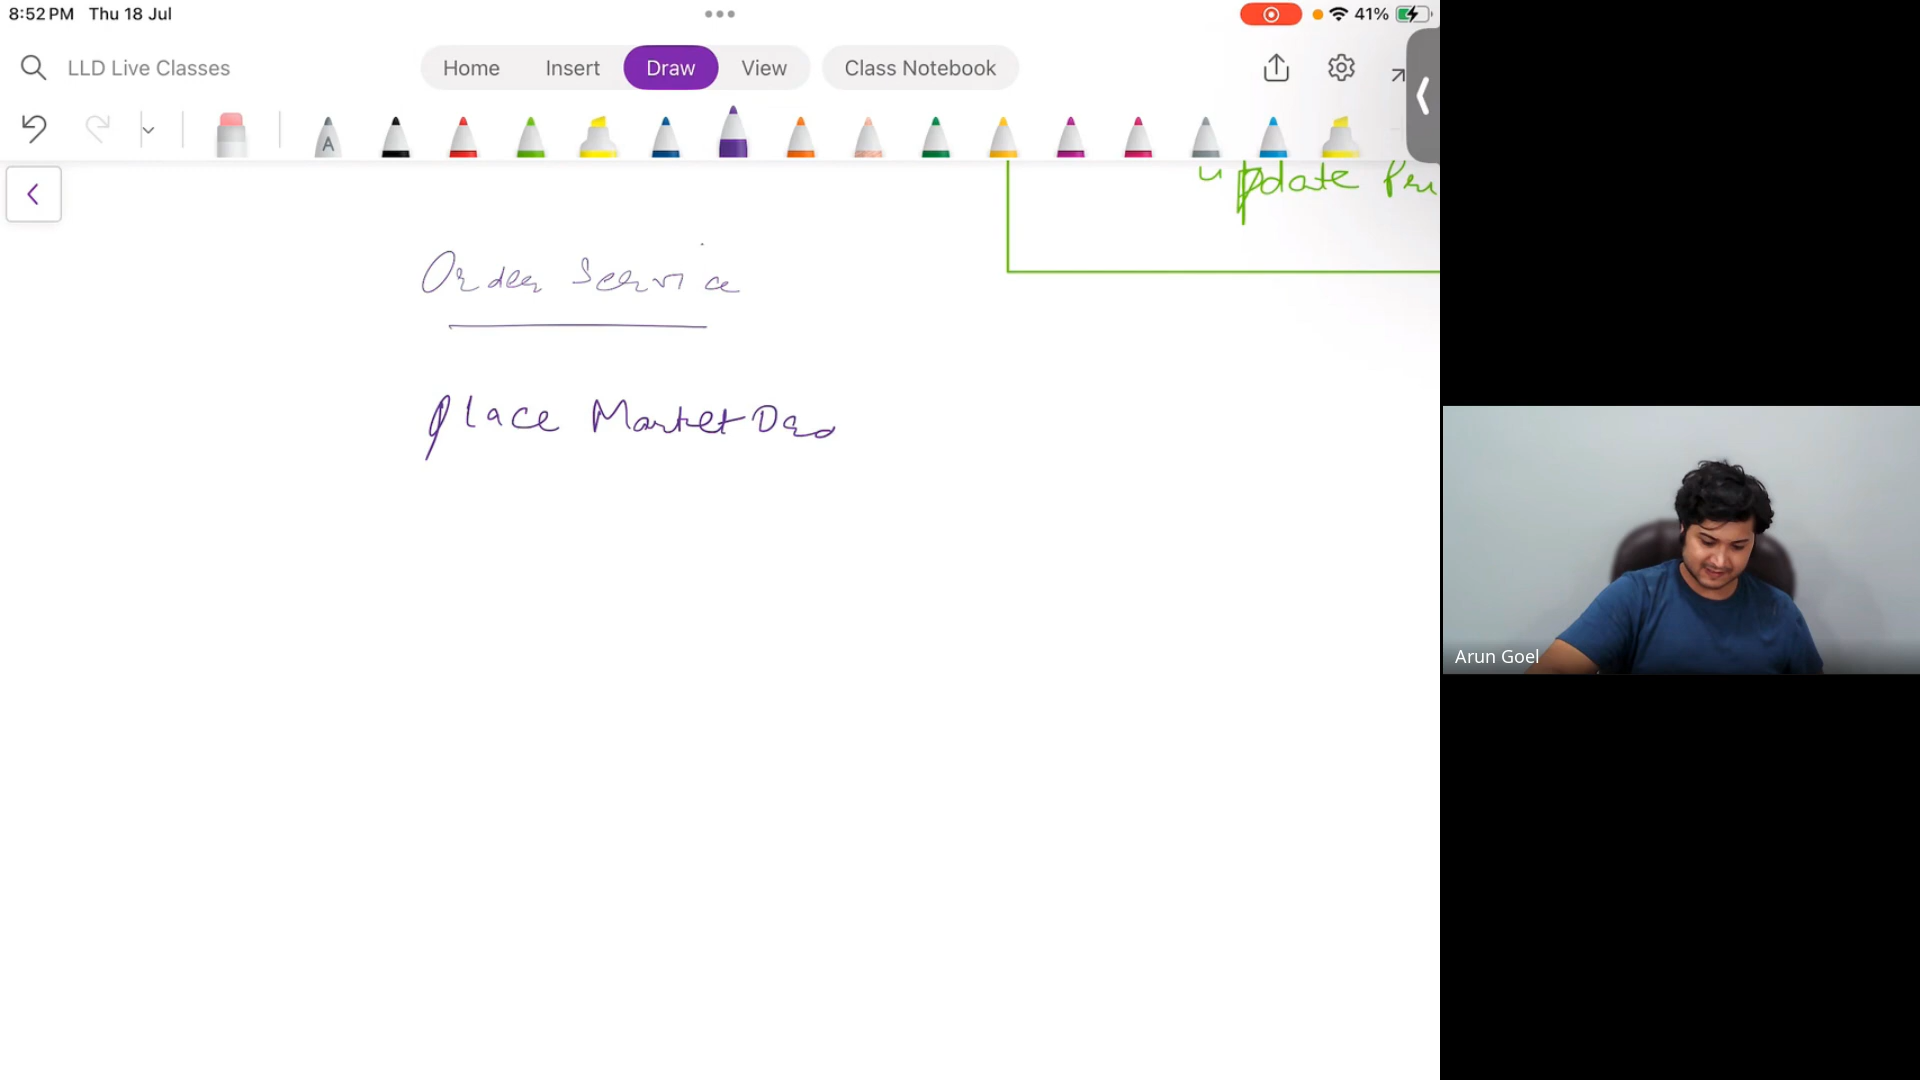 8:52 PM Thu 18 Jul
41%
LLD Live Classes
Home Insert Draw View Class Notebook
A
update
Order Service
place Market
Arun Goel